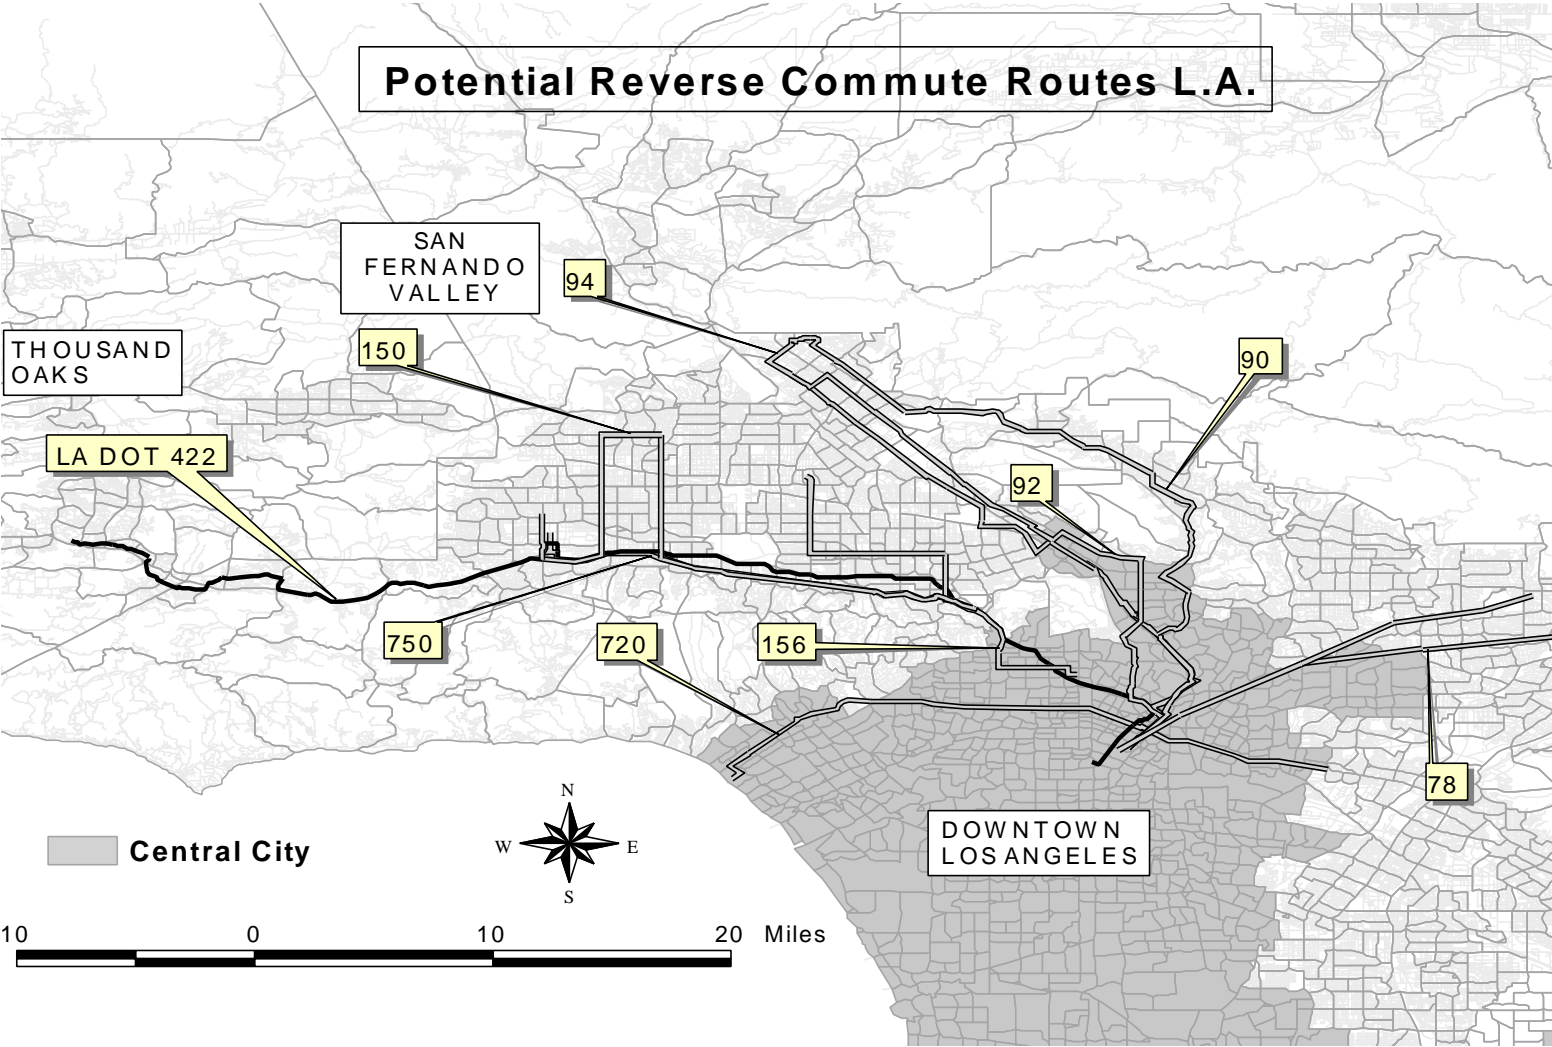 Potential Reverse Commute Routes L.A.
SAN
FERNANDO
VALLEY
94
THOUSAND
OAKS
150
90
LA DOT 422
92
750
720
156
78
DOWNTOWN
LOS ANGELES
Central City
N
W
E
S
10 0 10 20 Miles